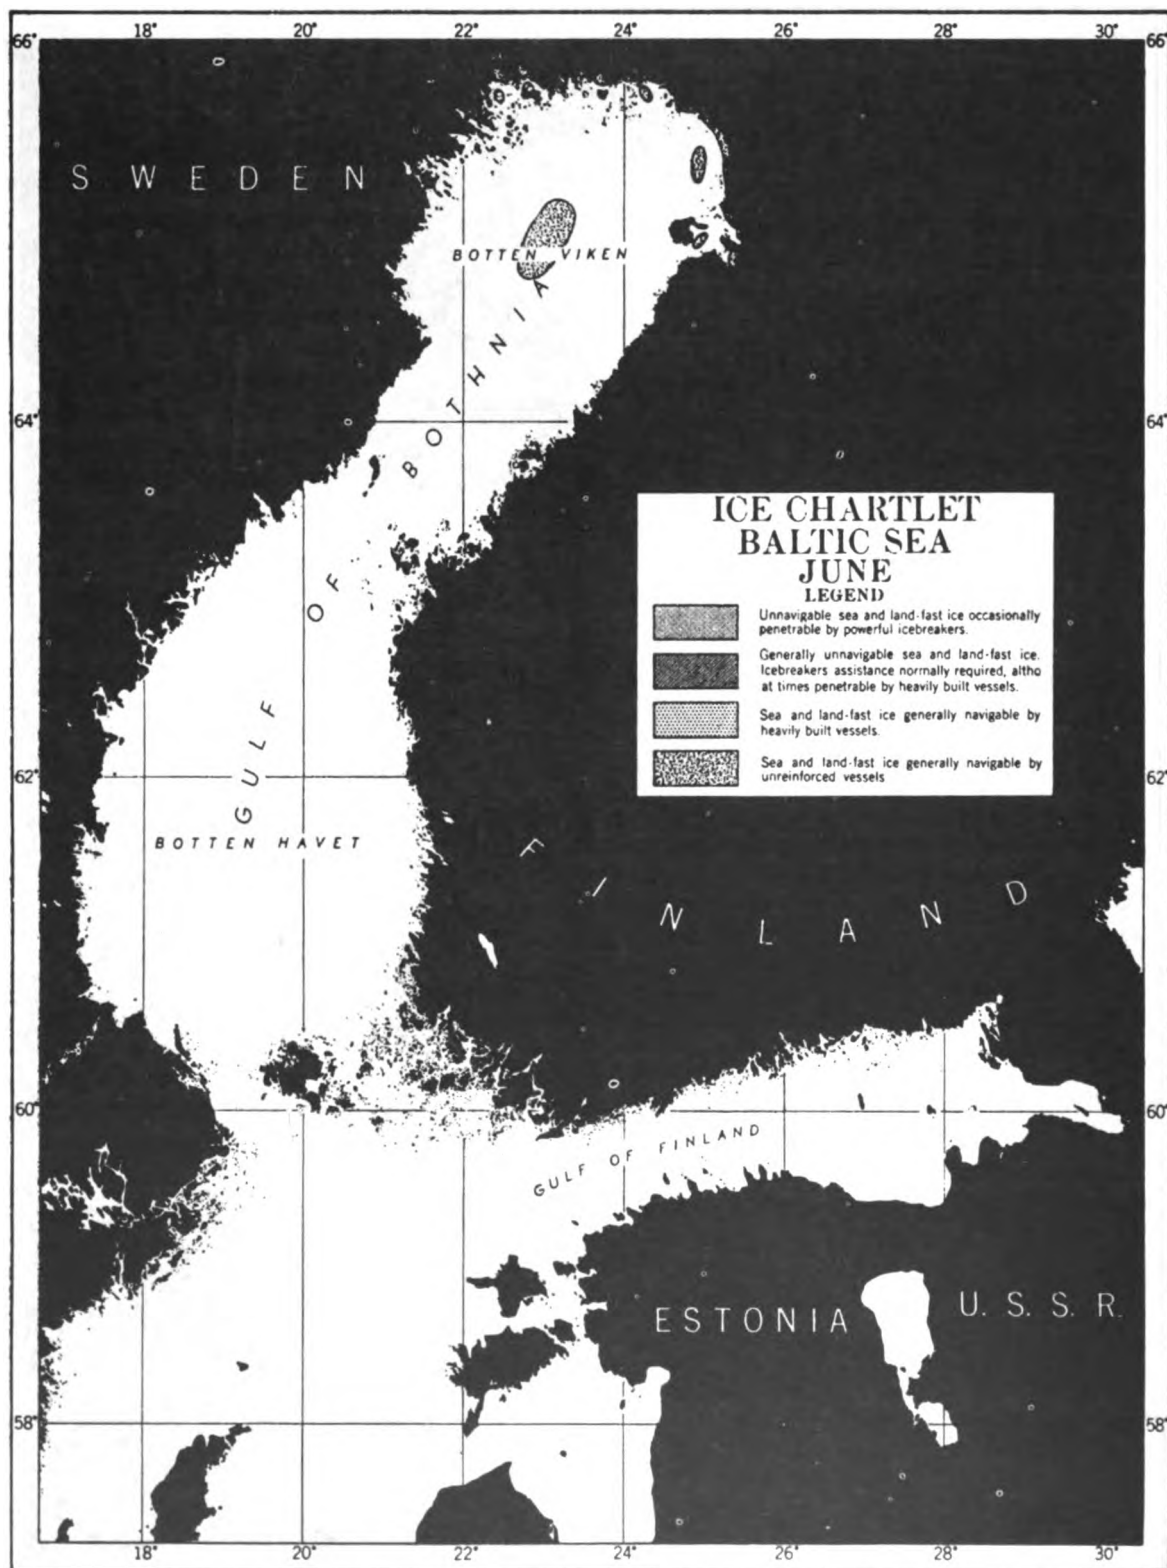 18° 20° 22° 24° 26° 28° 30°
66° 66°
SWEDEN
BOTTEN VIKEN
GULF OF BOTHNIA
64° 64°
ICE CHARTLET
BALTIC SEA
JUNE
LEGEND
Unnavigable sea and land-fast ice occasionally
penetrable by powerful icebreakers.
Generally unnavigable sea and land-fast ice.
Icebreakers assistance normally required, altho
at times penetrable by heavily built vessels.
Sea and land-fast ice generally navigable by
heavily built vessels.
Sea and land-fast ice generally navigable by
unreinforced vessels
62° 62°
BOTTEN HAVET
FINLAND
60° 60°
GULF OF FINLAND
ESTONIA
U. S. S. R.
58° 58°
18° 20° 22° 24° 26° 28° 30°